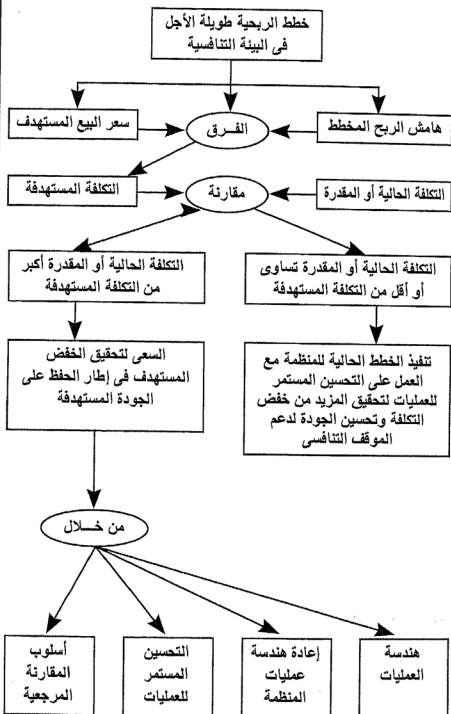 خطط الربحية طويلة الأجل
فى البيئة التنافسية
هامش الربح المخطط
الفـرق
سعر البيع المستهدف
التكلفة الحالية أو المقدرة
مقارنة
التكلفة المستهدفة
التكلفة الحالية أو المقدرة تساوى
أو أقل من التكلفة المستهدفة
التكلفة الحالية أو المقدرة أكبر
من التكلفة المستهدفة
تنفيذ الخطط الحالية للمنظمة مع
العمل على التحسين المستمر
للعمليات لتحقيق المزيد من خفض
التكلفة وتحسين الجودة لدعم
الموقف التنافسى
السعى لتحقيق الخفض
المستهدف فى إطار الحفظ على
الجودة المستهدفة
من خــلال
هندسة
العمليات
إعادة هندسة
عمليات
المنظمة
التحسين
المستمر
للعمليات
أسلوب
المقارنة
المرجعية